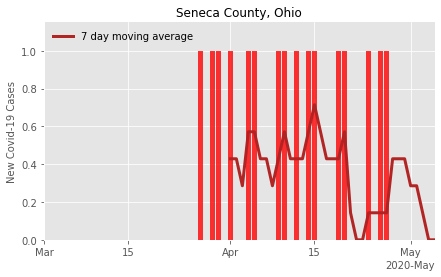 Seneca County, Ohio
7 day moving average
New Covid-19 Cases
1.0
0.8
0.6
0.4
0.2
0.0
Mar 15 Apr 15 May
2020-May